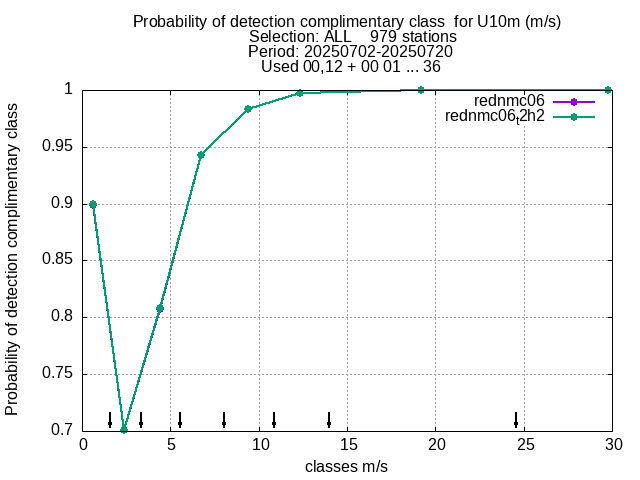 Probability of detection complimentary class  for U10m (m/s)
Selection: ALL    979 stations
Period: 20250702-20250720
Used 00,12 + 00 01 ... 36
Probability of detection complimentary class
1
0.95
0.9
0.85
0.8
0.75
0.7
rednmc06
rednmc06t2h2
0 5 10 15 20 25 30
classes m/s